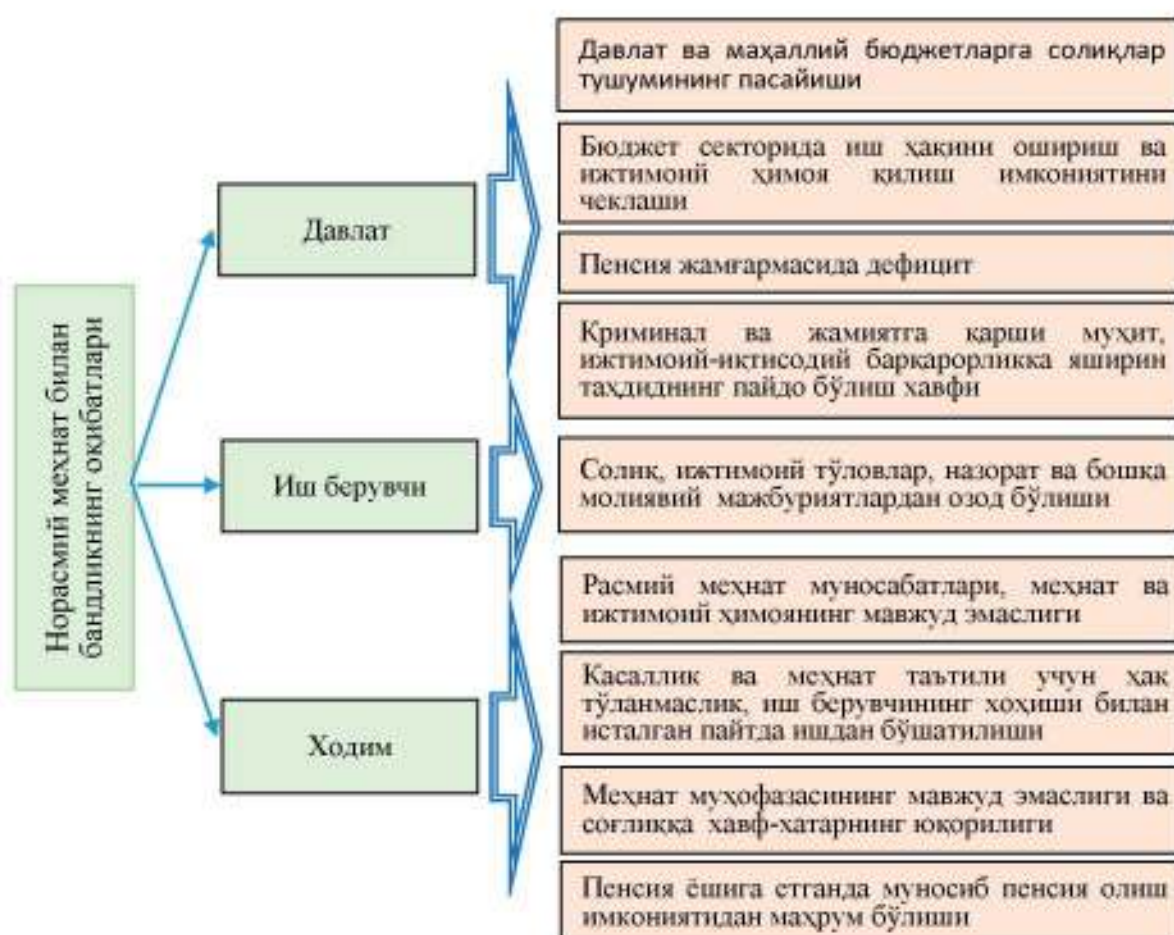 Норасмий меҳнат билан
бандликнинг оқибатлари
Давлат
Иш берувчи
Ходим
Давлат ва маҳаллий бюджетларга солиқлар
тушумининг пасайиши
Бюджет секторида иш ҳақини ошириш ва
ижтимоий ҳимоя қилиш имкониятини
чеклаши
Пенсия жамғармасида дефицит
Криминал ва жамиятга қарши муҳит,
ижтимоий-иқтисодий барқарорликка яширин
таҳдиднинг пайдо бўлиш хавфи
Солиқ, ижтимоий тўловлар, назорат ва бошқа
молиявий мажбуриятлардан озод бўлиши
Расмий меҳнат муносабатлари, меҳнат ва
ижтимоий ҳимоянинг мавжуд эмаслиги
Касаллик ва меҳнат таътили учун ҳақ
тўланмаслик, иш берувчининг хоҳиши билан
исталган пайтда ишдан бўшатилиши
Меҳнат муҳофазасининг мавжуд эмаслиги ва
соғлиққа хавф-хатарнинг юқорилиги
Пенсия ёшига етганда муносиб пенсия олиш
имкониятидан маҳрум бўлиши